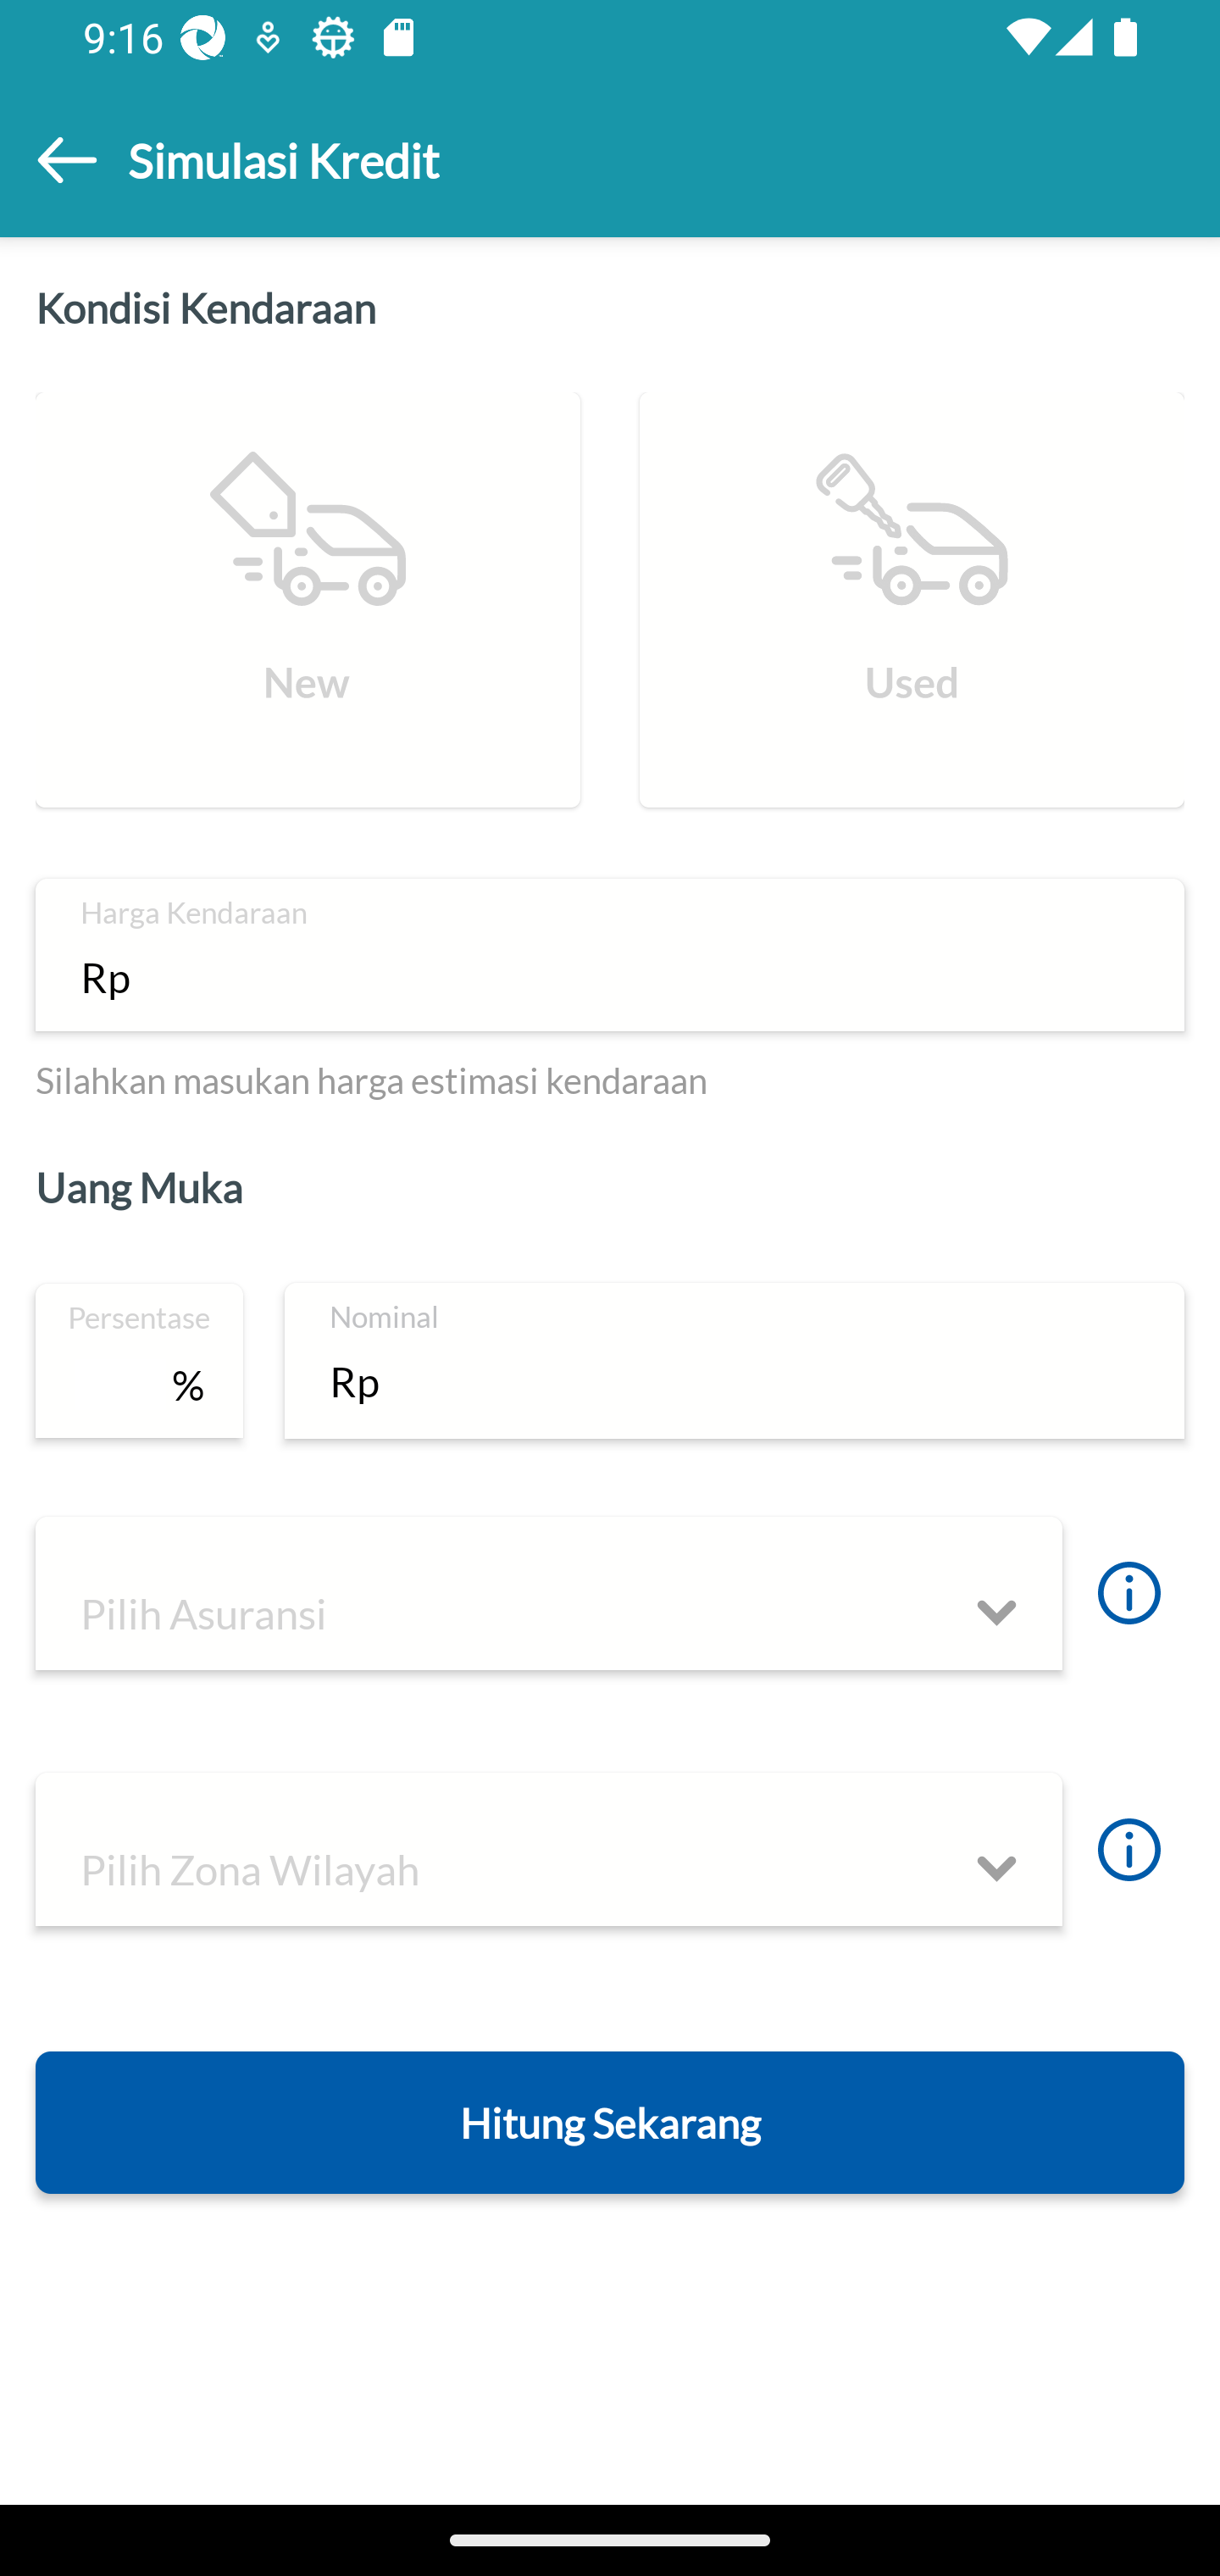 9:16
Simulasi Kredit
Kondisi Kendaraan
New
Used
Harga Kendaraan
Rp
Silahkan masukan harga estimasi kendaraan
Uang Muka
Persentase
%
Nominal
Rp
Pilih Asuransi
Pilih Zona Wilayah
Hitung Sekarang